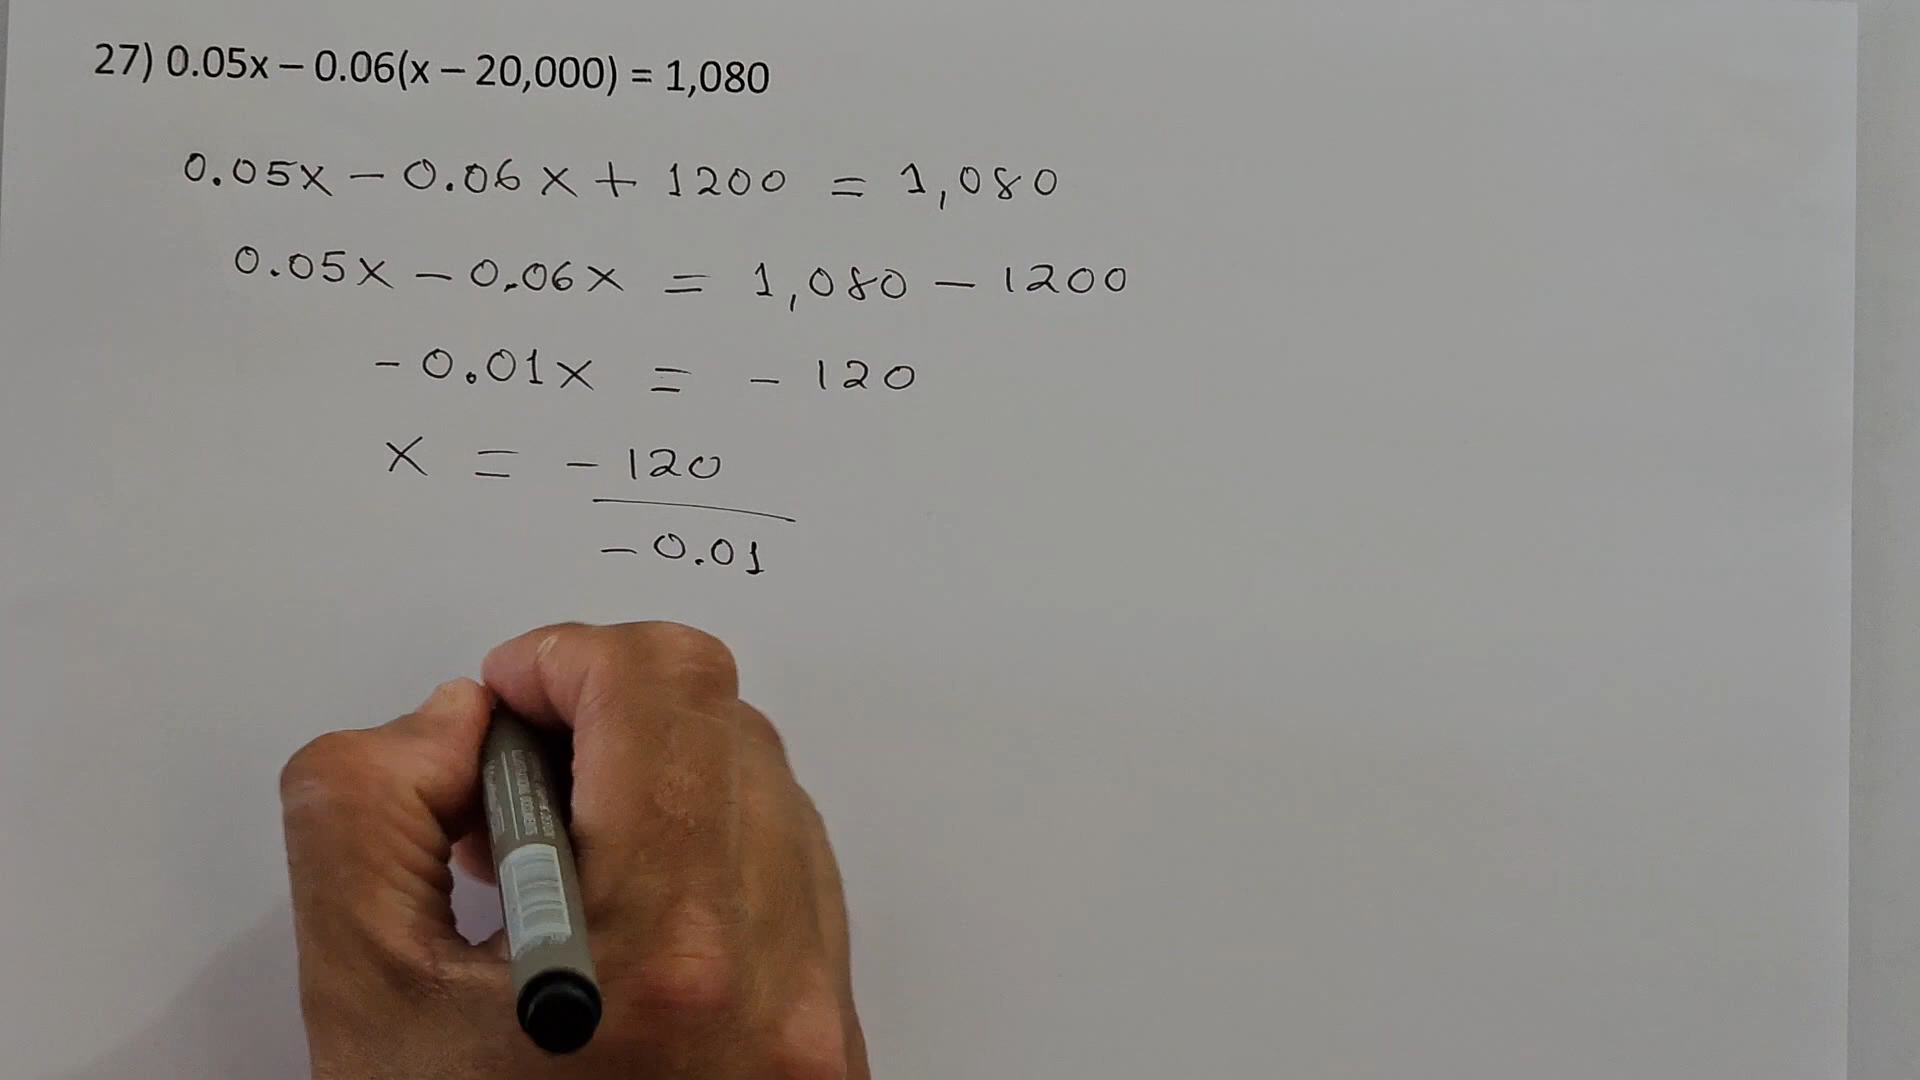 27) 0.05x – 0.06(x – 20,000) = 1,080
0.05x - 0.06x + 1200 = 1,080
0.05x - 0.06x = 1,080 - 1200
- 0.01x = - 120
x = - 120
- 0.01